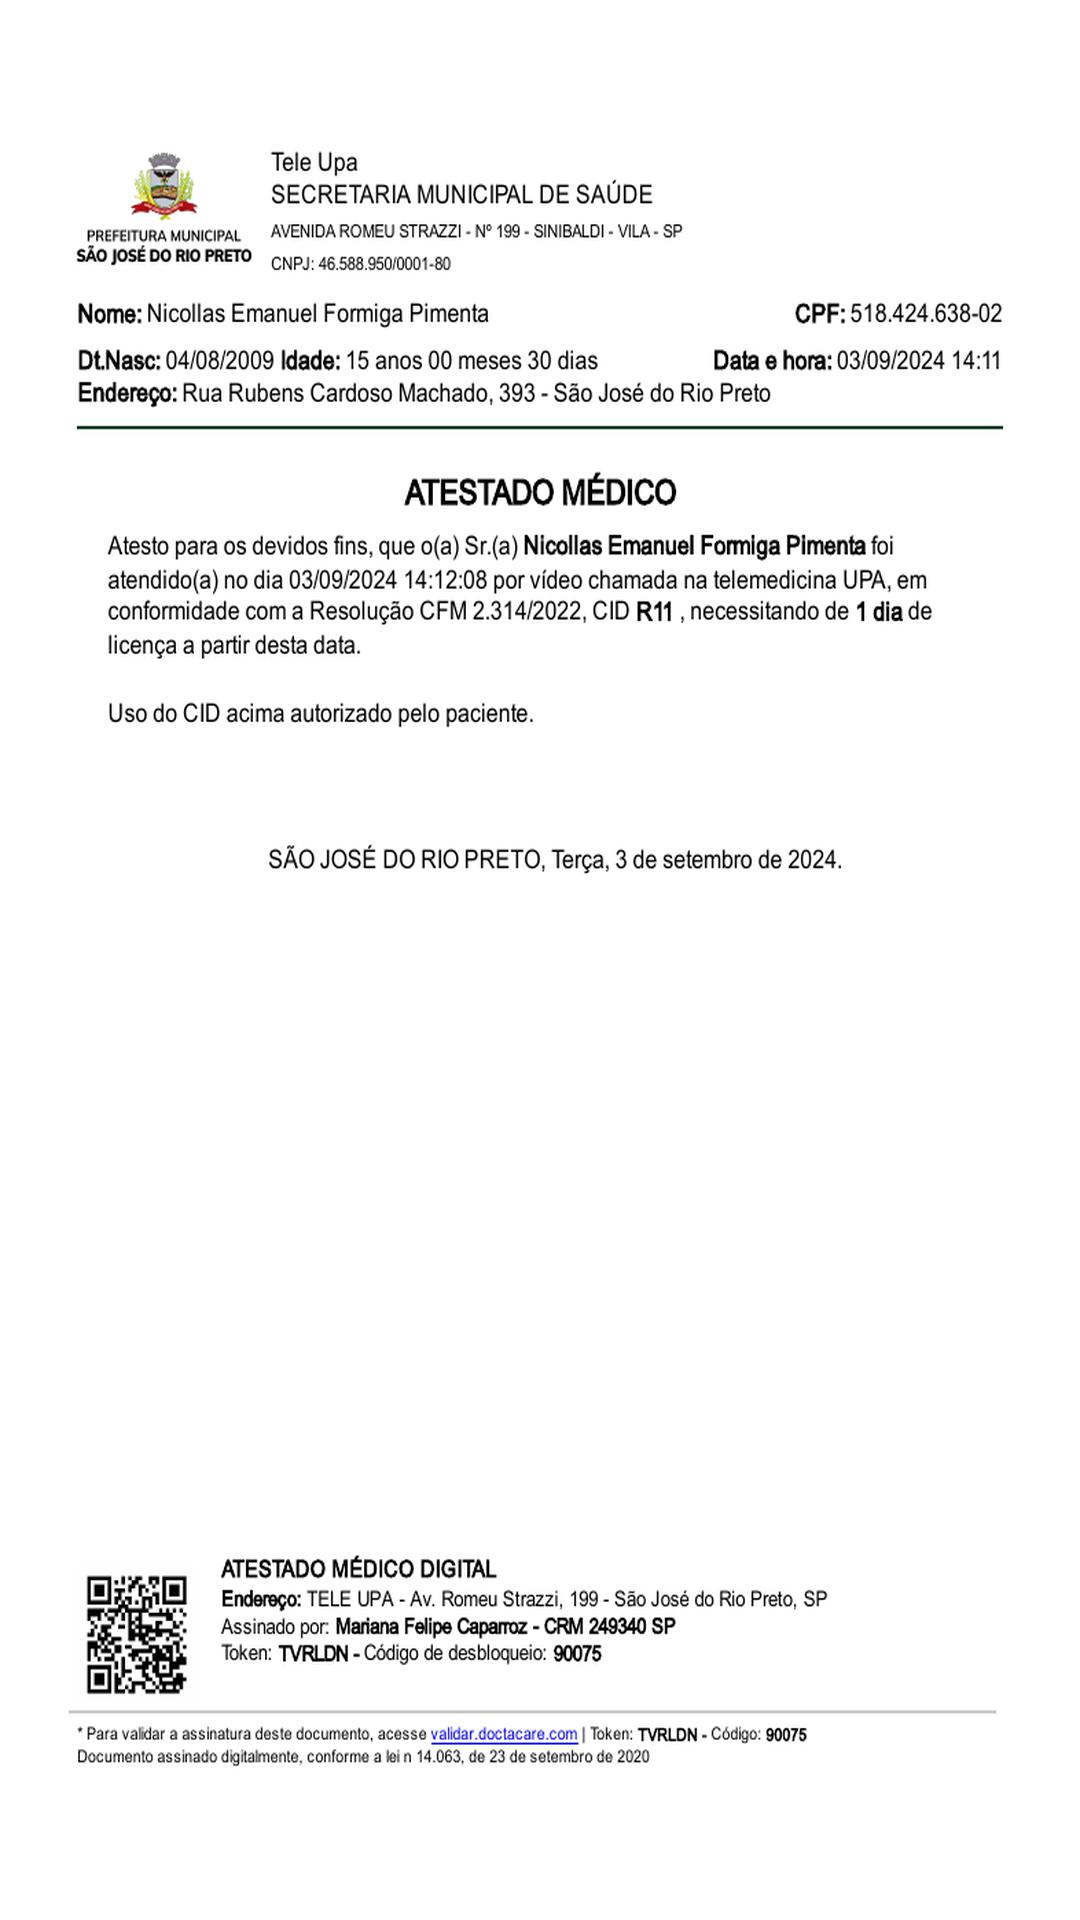 PREFEITURA MUNICIPAL
SÃO JOSÉ DO RIO PRETO
Tele Upa
SECRETARIA MUNICIPAL DE SAÚDE
AVENIDA ROMEU STRAZZI - Nº 199 - SINIBALDI - VILA - SP
CNPJ: 46.588.950/0001-80
Nome: Nicollas Emanuel Formiga Pimenta CPF: 518.424.638-02
Dt.Nasc: 04/08/2009 Idade: 15 anos 00 meses 30 dias Data e hora: 03/09/2024 14:11
Endereço: Rua Rubens Cardoso Machado, 393 - São José do Rio Preto
ATESTADO MÉDICO
Atesto para os devidos fins, que o(a) Sr.(a) Nicollas Emanuel Formiga Pimenta foi
atendido(a) no dia 03/09/2024 14:12:08 por vídeo chamada na telemedicina UPA, em
conformidade com a Resolução CFM 2.314/2022, CID R11 , necessitando de 1 dia de
licença a partir desta data.
Uso do CID acima autorizado pelo paciente.
SÃO JOSÉ DO RIO PRETO, Terça, 3 de setembro de 2024.
ATESTADO MÉDICO DIGITAL
Endereço: TELE UPA - Av. Romeu Strazzi, 199 - São José do Rio Preto, SP
Assinado por: Mariana Felipe Caparroz - CRM 249340 SP
Token: TVRLDN - Código de desbloqueio: 90075
* Para validar a assinatura deste documento, acesse validar.doctacare.com | Token: TVRLDN - Código: 90075
Documento assinado digitalmente, conforme a lei n 14.063, de 23 de setembro de 2020